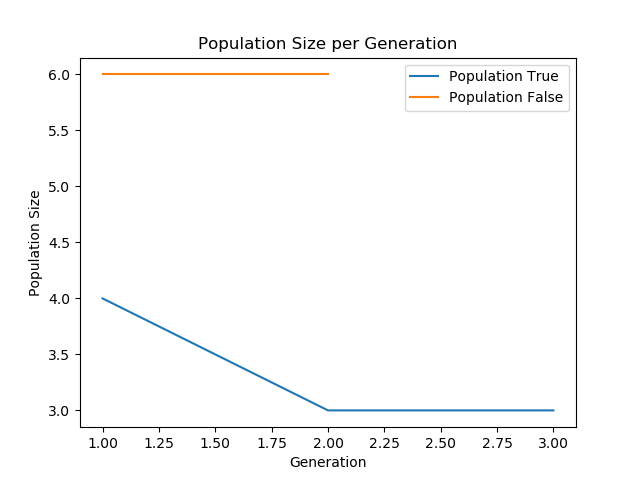 Population Size per Generation
Population True
Population False
Population Size
6.0
5.5
5.0
4.5
4.0
3.5
3.0
1.00 1.25 1.50 1.75 2.00 2.25 2.50 2.75 3.00
Generation